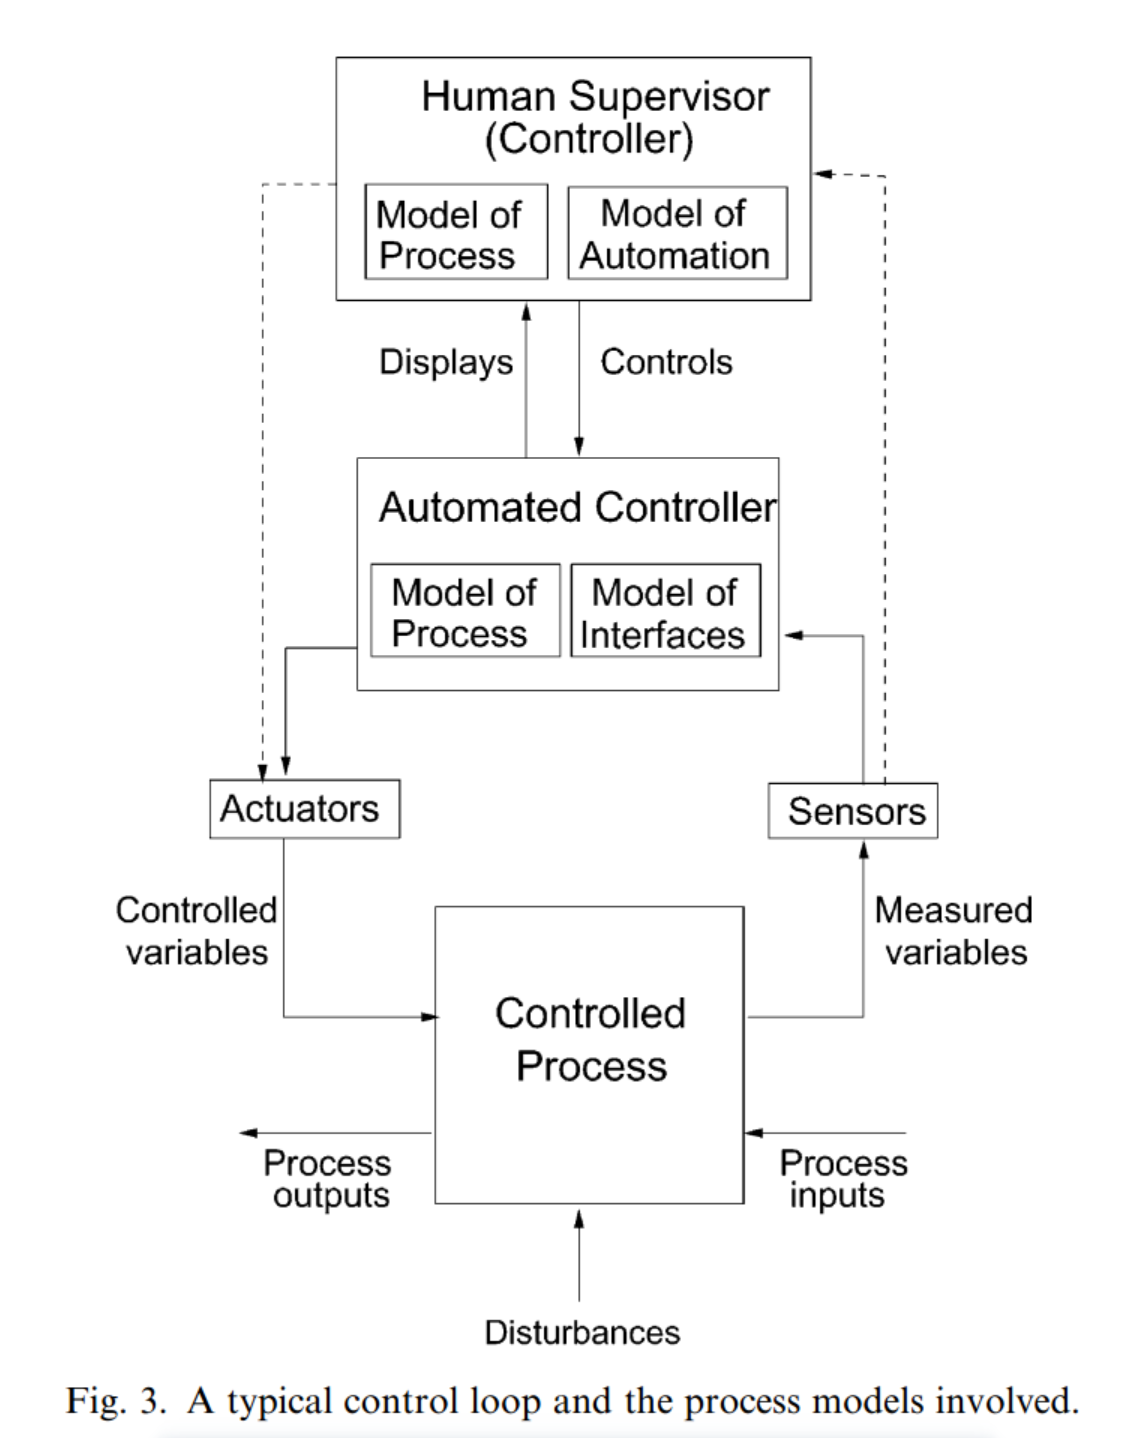 Human Supervisor
(Controller)
Model of
Process
Model of
Automation
Displays
Controls
Automated Controller
Model of
Process
Model of
Interfaces
Actuators
Sensors
Controlled
variables
Measured
variables
Controlled
Process
Process
outputs
Process
inputs
Disturbances
Fig. 3. A typical control loop and the process models involved.